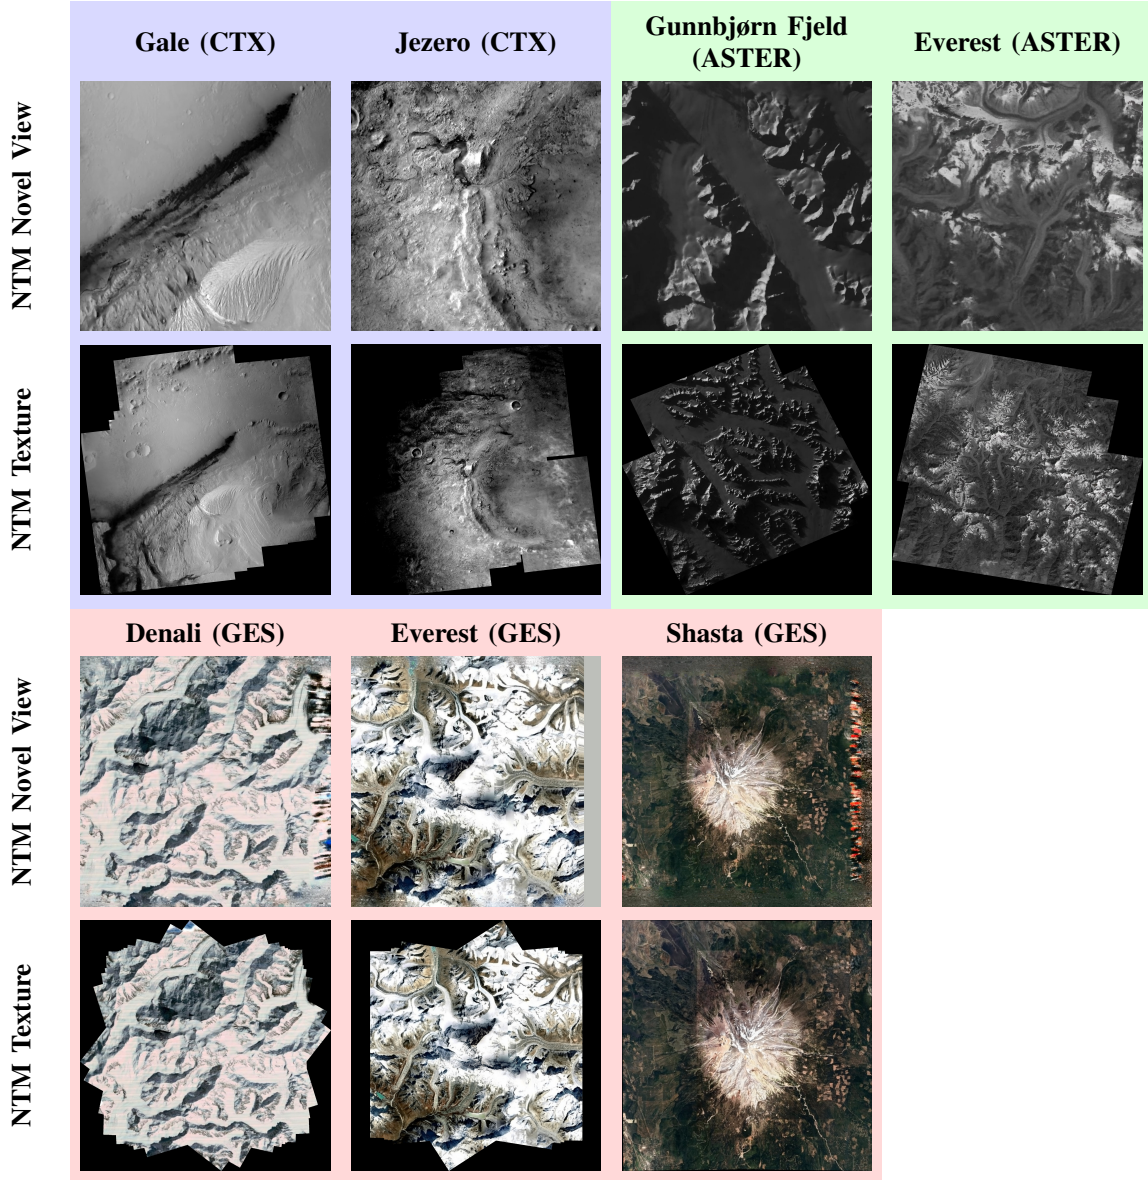 Gale (CTX)
Jezero (CTX)
Gunnbjørn Fjeld
(ASTER)
Everest (ASTER)
NTM Novel View
NTM Texture
Denali (GES)
Everest (GES)
Shasta (GES)
NTM Novel View
NTM Texture